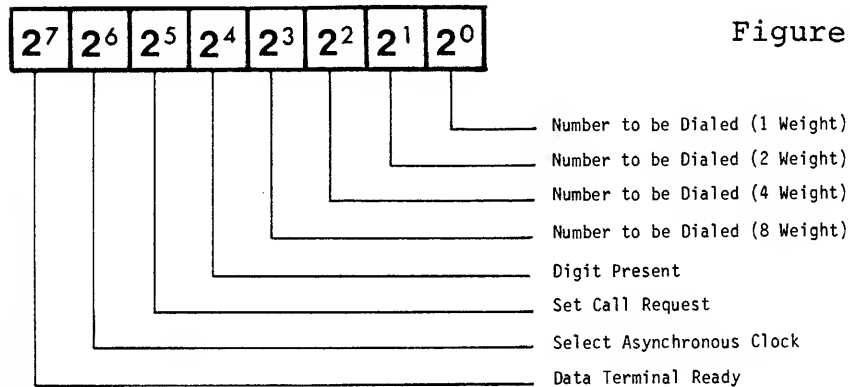 2⁷ 2⁶ 2⁵ 2⁴ 2³ 2² 2¹ 2⁰
Figure
Number to be Dialed (1 Weight)
Number to be Dialed (2 Weight)
Number to be Dialed (4 Weight)
Number to be Dialed (8 Weight)
Digit Present
Set Call Request
Select Asynchronous Clock
Data Terminal Ready